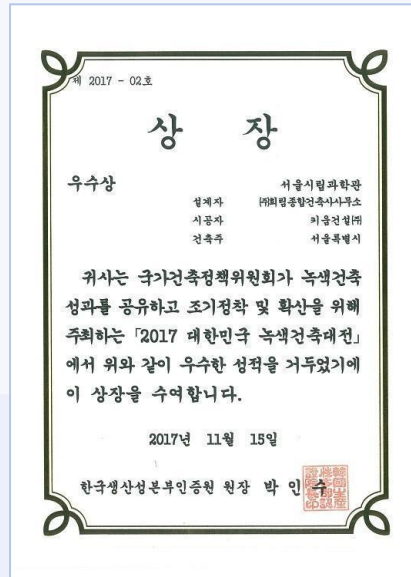 제 2017 - 02호
상 장
우수상 서울시립과학관
설계자 (주)희림종합건축사사무소
시공자 키움건설(주)
건축주 서울특별시
귀사는 국가건축정책위원회가 녹색건축
성과를 공유하고 조기정착 및 확산을 위해
주최하는 「2017 대한민국 녹색건축대전」
에서 위와 같이 우수한 성적을 거두었기에
이 상장을 수여합니다.
2017년 11월 15일
한국생산성본부인증원 원장 박 인 수